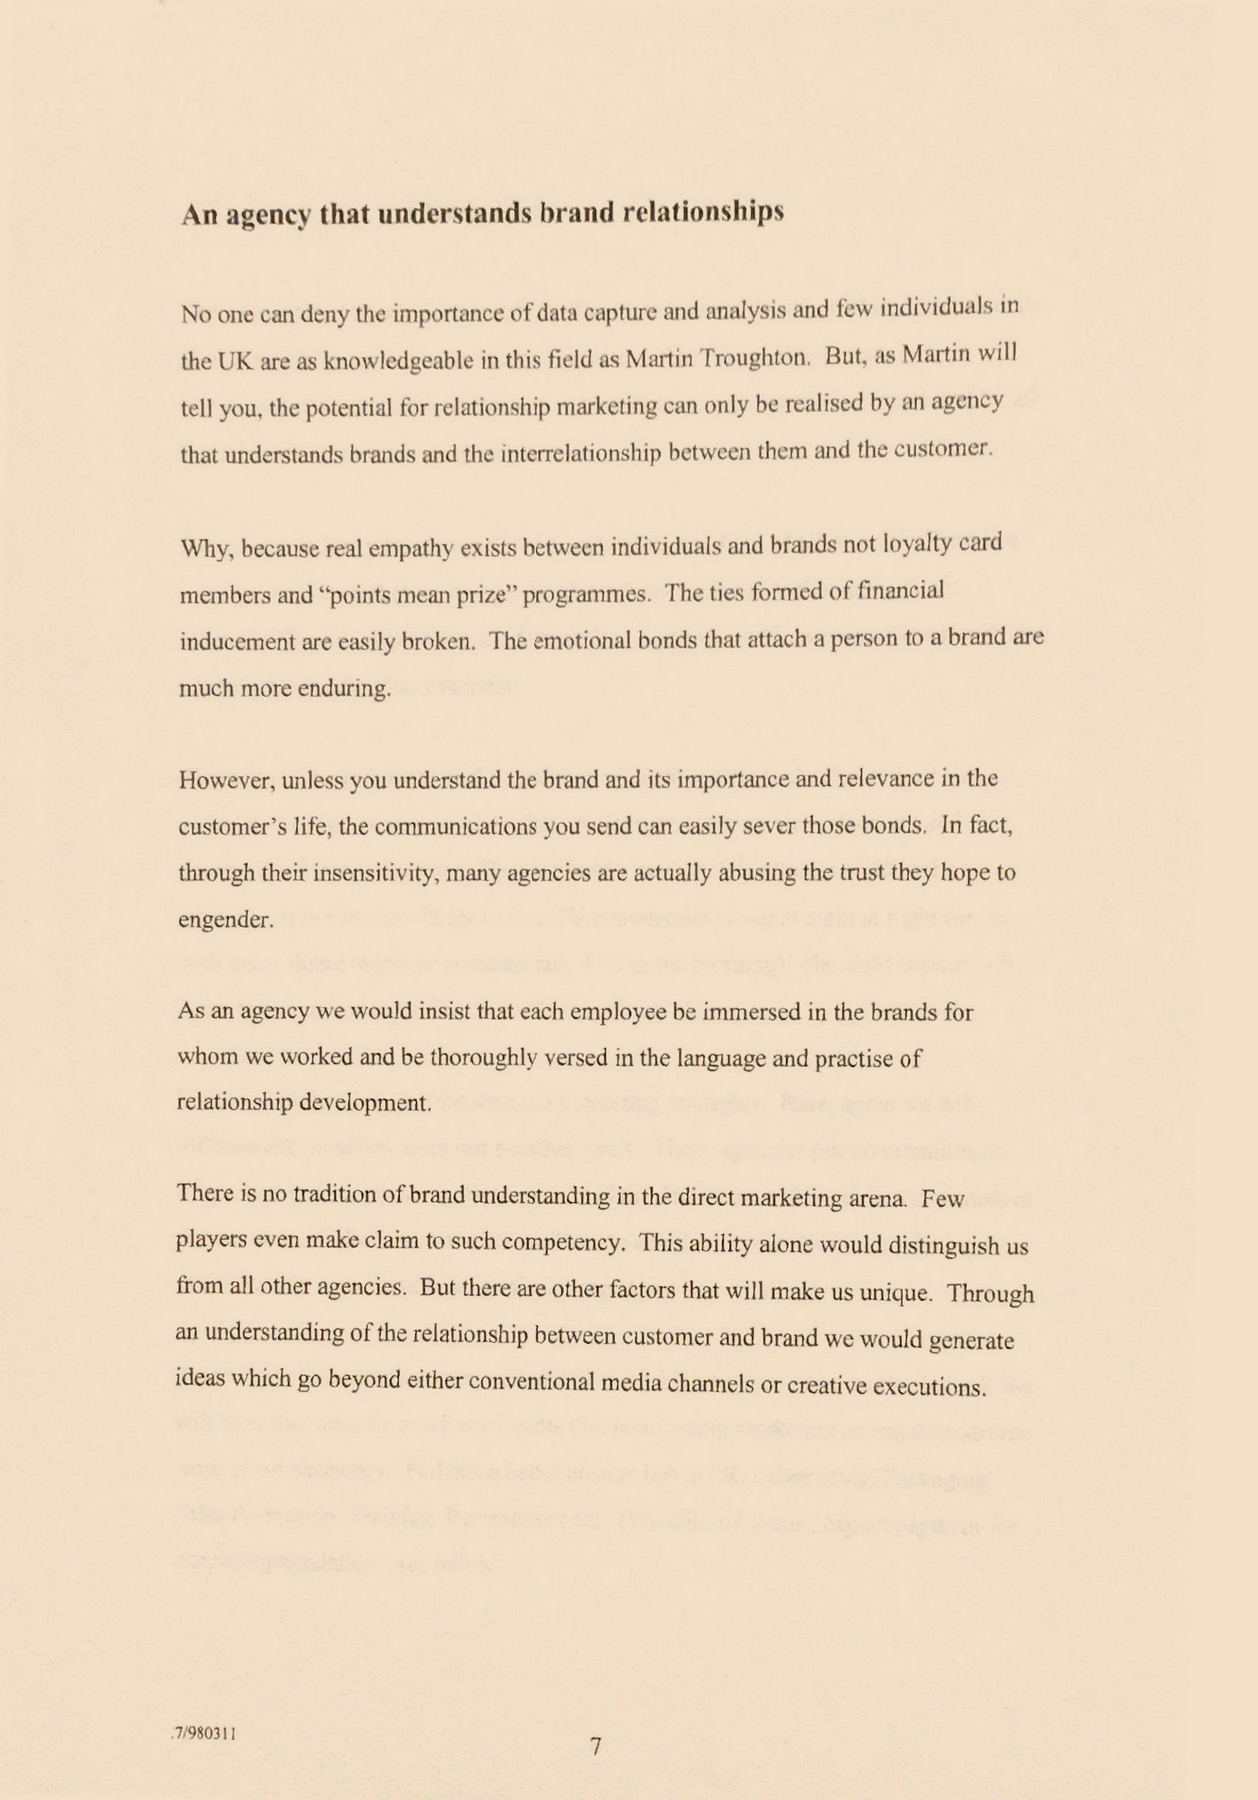 An agency that understands brand relationships
No one can deny the importance of data capture and analysis and few individuals in
the UK are as knowledgeable in this field as Martin Troughton.  But, as Martin will
tell you, the potential for relationship marketing can only be realised by an agency
that understands brands and the interrelationship between them and the customer.
Why, because real empathy exists between individuals and brands not loyalty card
members and “points mean prize” programmes.  The ties formed of financial
inducement are easily broken.  The emotional bonds that attach a person to a brand are
much more enduring.
However, unless you understand the brand and its importance and relevance in the
customer’s life, the communications you send can easily sever those bonds.  In fact,
through their insensitivity, many agencies are actually abusing the trust they hope to
engender.
As an agency we would insist that each employee be immersed in the brands for
whom we worked and be thoroughly versed in the language and practise of
relationship development.
There is no tradition of brand understanding in the direct marketing arena.  Few
players even make claim to such competency.  This ability alone would distinguish us
from all other agencies.  But there are other factors that will make us unique.  Through
an understanding of the relationship between customer and brand we would generate
ideas which go beyond either conventional media channels or creative executions.
.7/980311
7